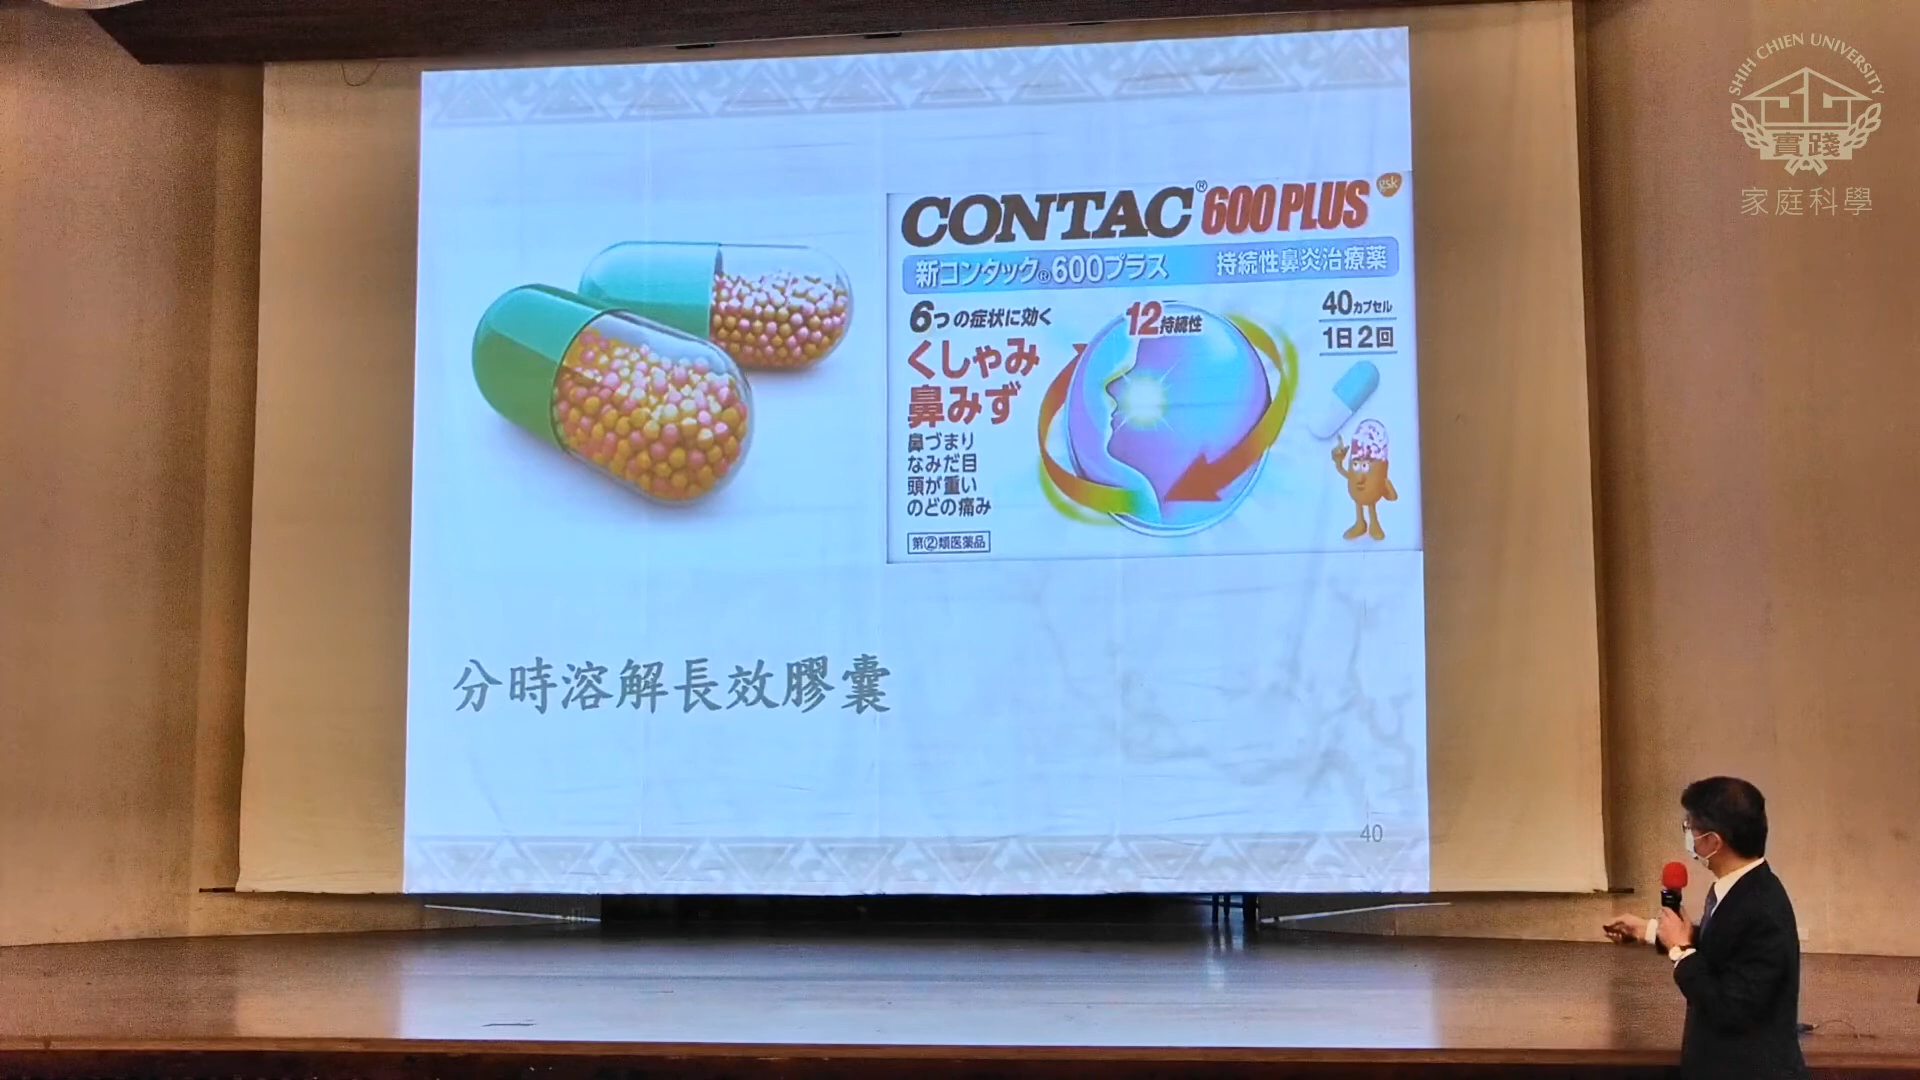 SHIH CHIEN UNIVERSITY
實踐
家庭科學
CONTAC® 600 PLUS
gsk
新コンタック®600プラス 持続性鼻炎治療薬
6つの症状に効く
くしゃみ
鼻みず
鼻づまり
なみだ目
頭が重い
のどの痛み
第②類医薬品
12持続性
40カプセル
1日2回
分時溶解長效膠囊
40